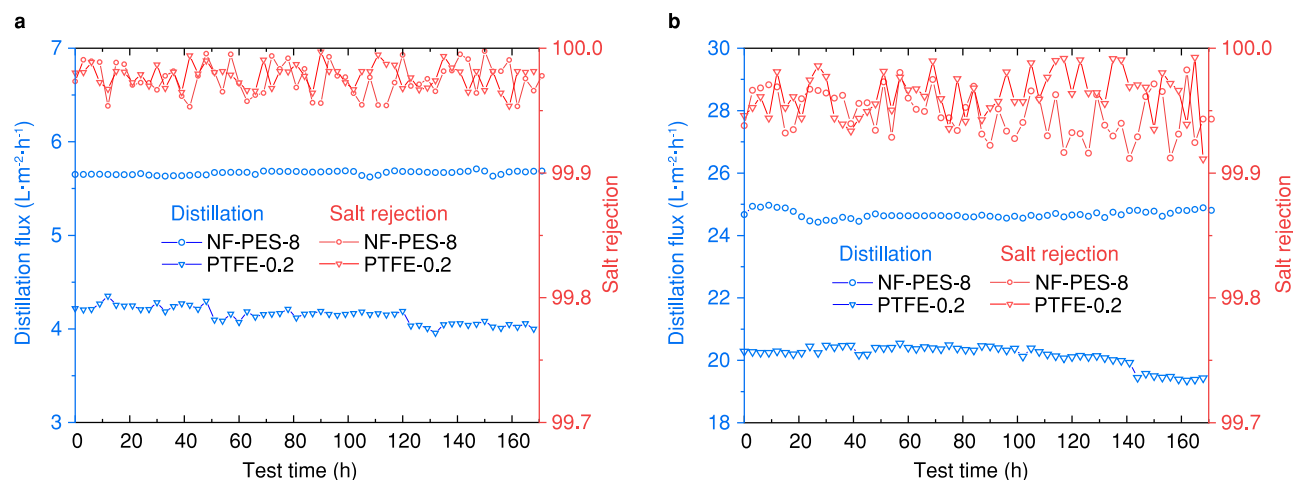 a
7
6
5
4
3
Distillation flux (L·m⁻²·h⁻¹)
100.0
99.9
99.8
99.7
Salt rejection
Distillation Salt rejection
NF-PES-8 NF-PES-8
PTFE-0.2 PTFE-0.2
0 20 40 60 80 100 120 140 160
Test time (h)
b
30
28
26
24
22
20
18
Distillation flux (L·m⁻²·h⁻¹)
100.0
99.9
99.8
99.7
Salt rejection
Distillation Salt rejection
NF-PES-8 NF-PES-8
PTFE-0.2 PTFE-0.2
0 20 40 60 80 100 120 140 160
Test time (h)